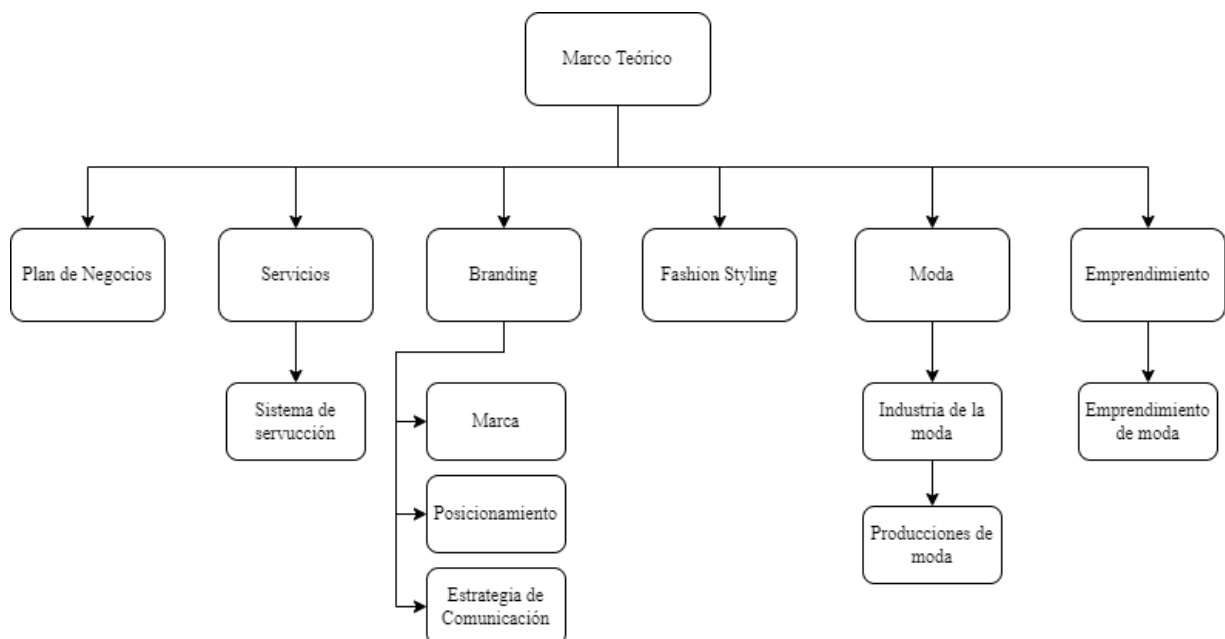 Marco Teórico
Plan de Negocios
Servicios
Branding
Fashion Styling
Moda
Emprendimiento
Sistema de
servucción
Marca
Industria de la
moda
Emprendimiento
de moda
Posicionamiento
Producciones de
moda
Estrategia de
Comunicación